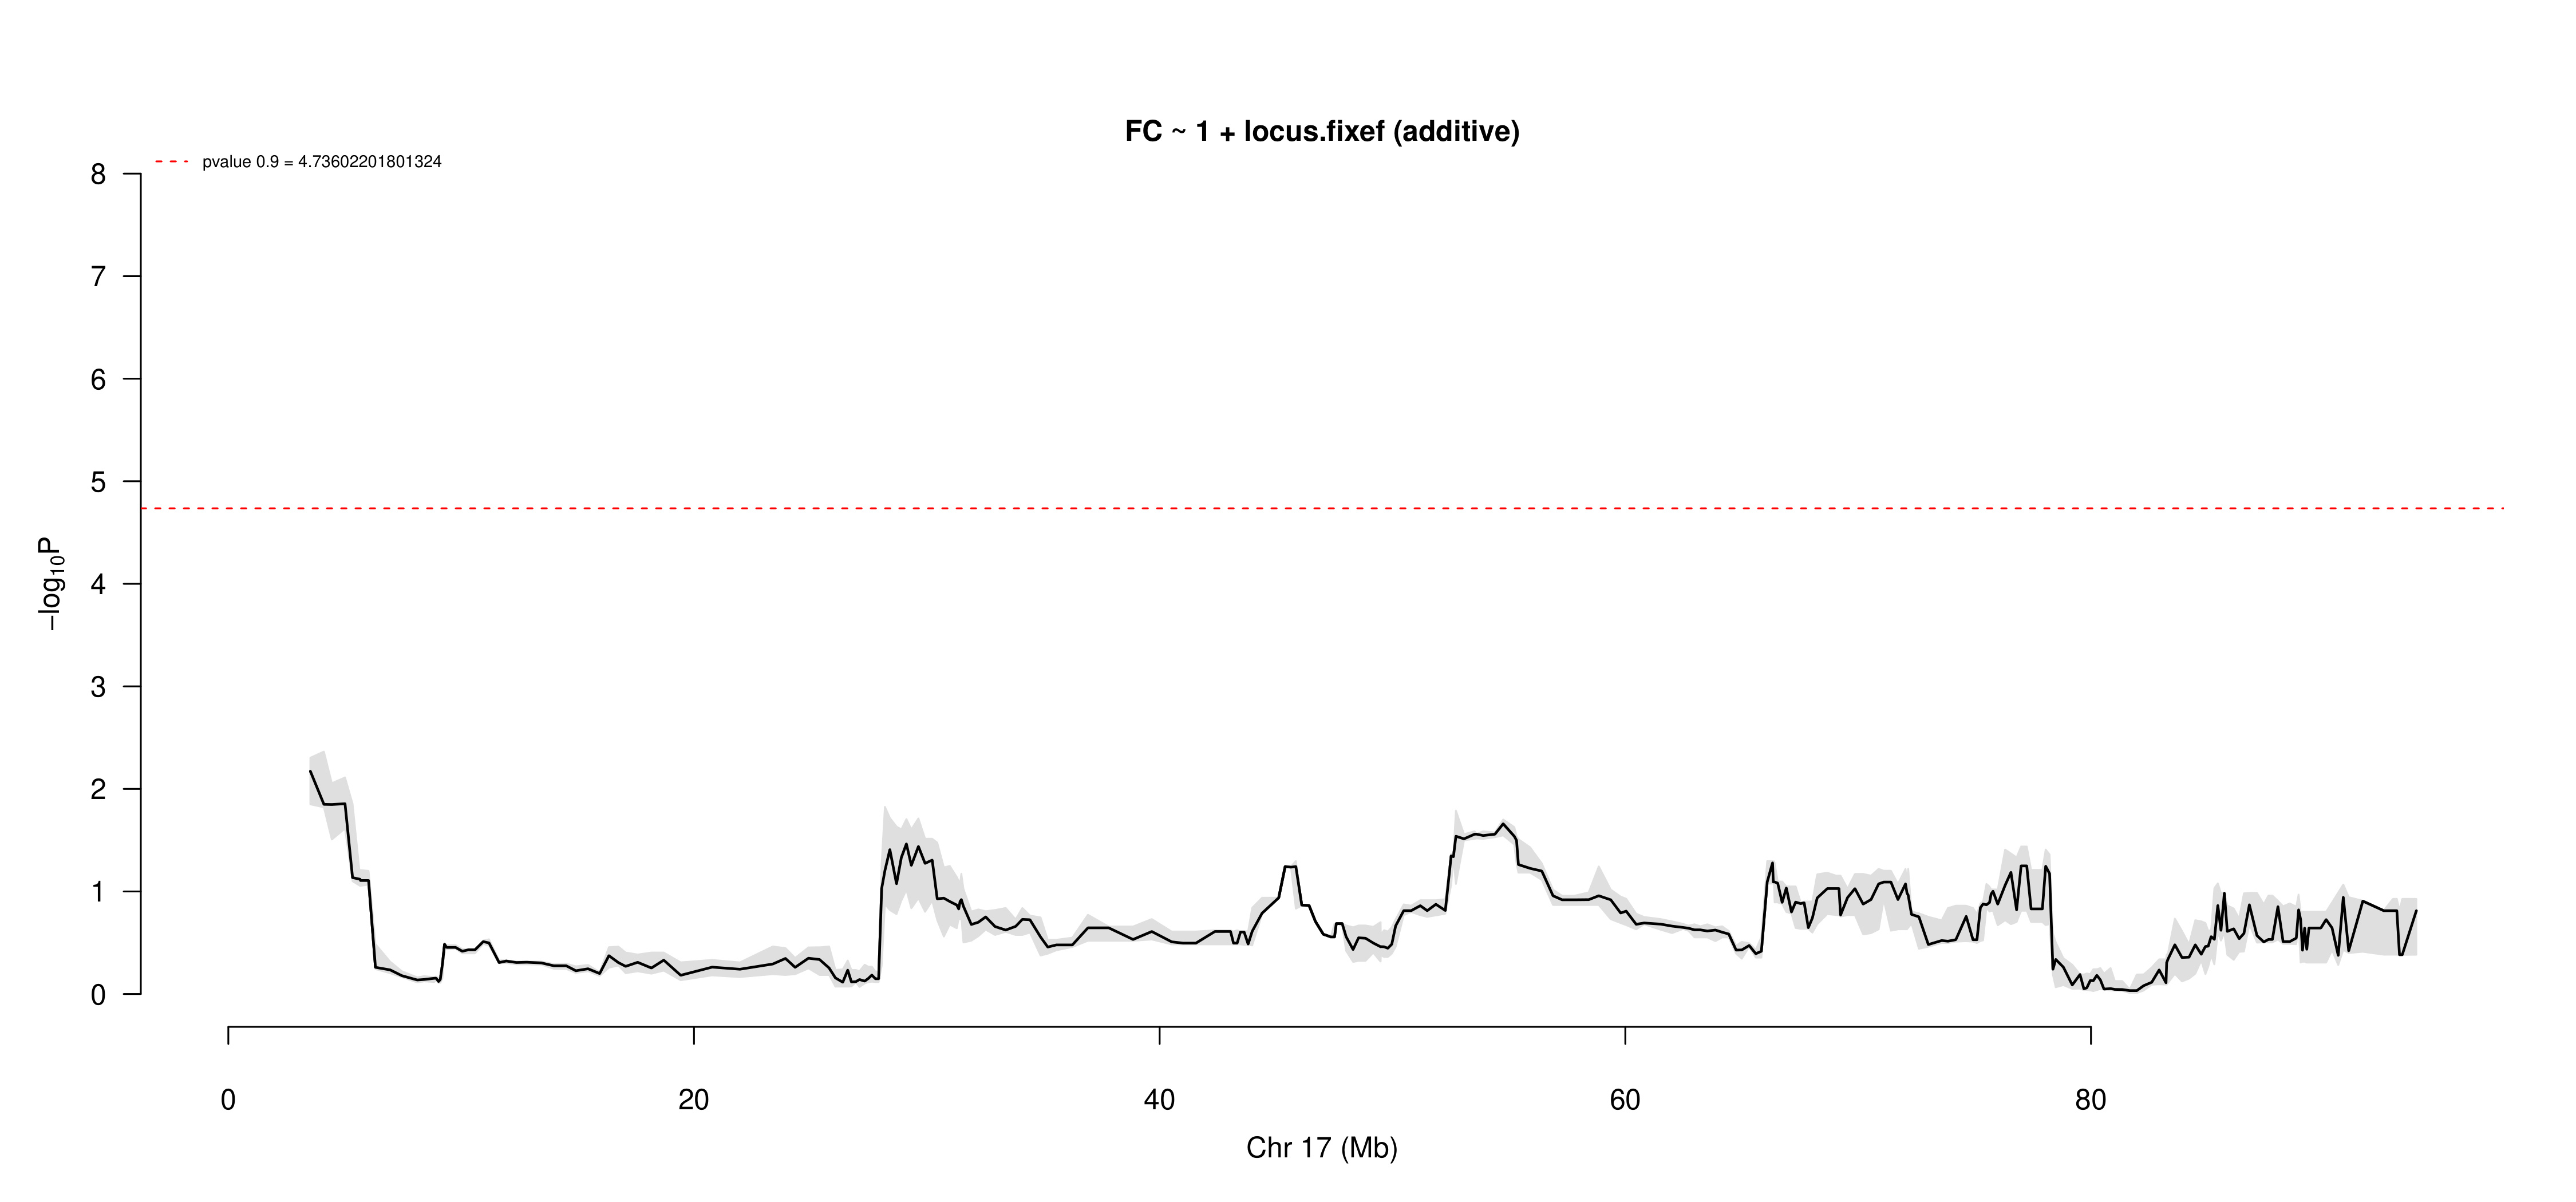 FC ~ 1 + locus.fixef (additive)
pvalue 0.9 = 4.73602201801324
8
7
6
5
4
3
2
1
0
−log10P
0 20 40 60 80
Chr 17 (Mb)